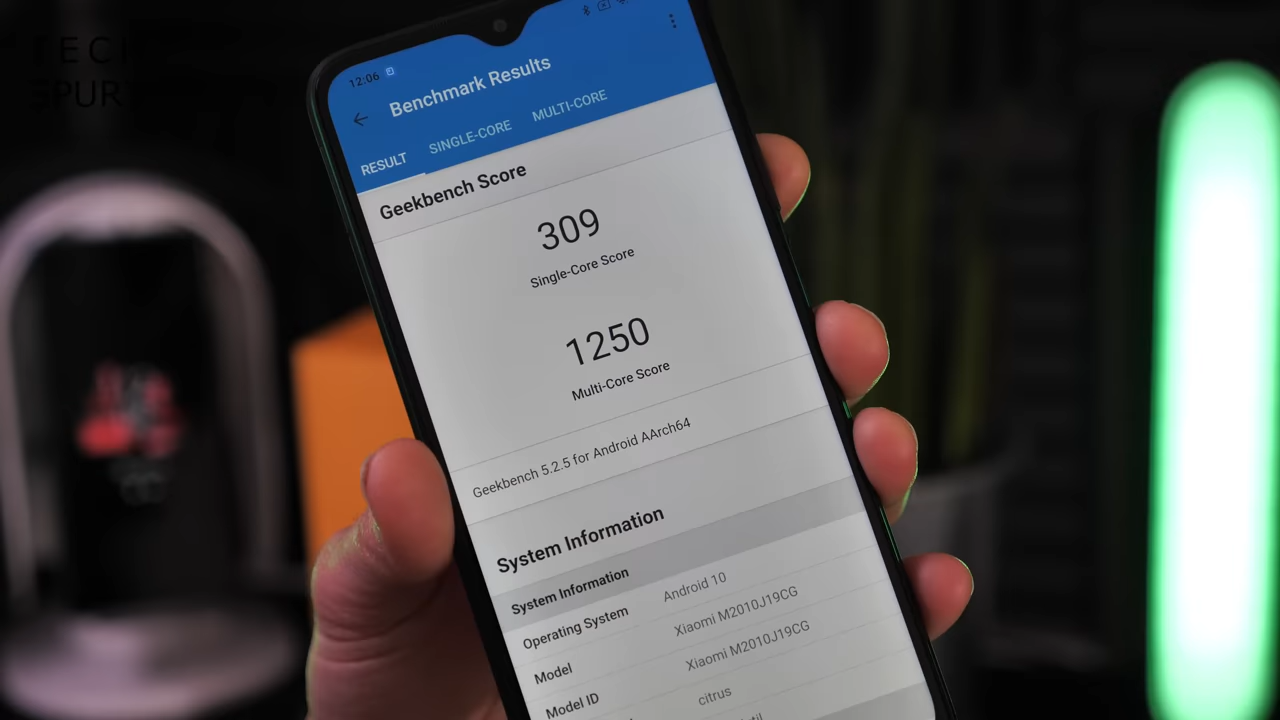 TECH
SPURT
12:06
Benchmark Results
RESULT SINGLE-CORE MULTI-CORE
Geekbench Score
309
Single-Core Score
1250
Multi-Core Score
Geekbench 5.2.5 for Android AArch64
System Information
System Information
Operating System Android 10
Model Xiaomi M2010J19CG
Model ID Xiaomi M2010J19CG
citrus